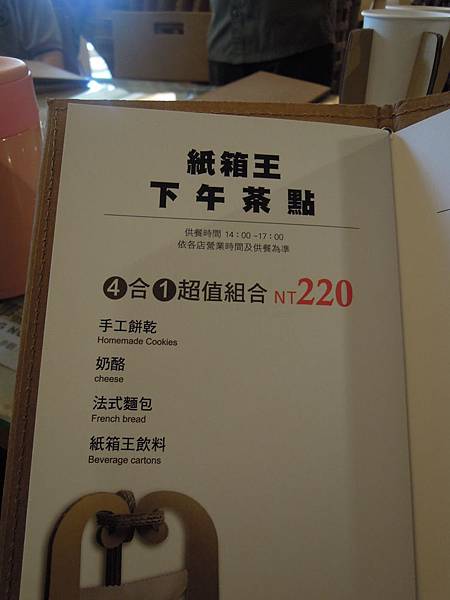 紙箱王
下午茶點
供餐時間 14:00 ~17:00
依各店營業時間及供餐為準
4合1超值組合 NT220
手工餅乾
Homemade Cookies
奶酪
cheese
法式麵包
French bread
紙箱王飲料
Beverage cartons